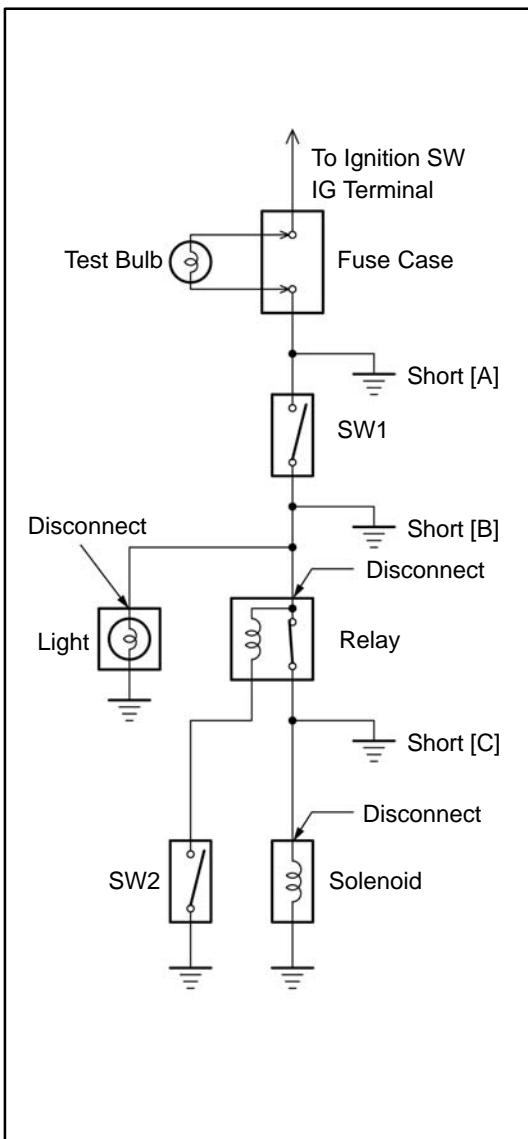 To Ignition SW
IG Terminal
Test Bulb
Fuse Case
Short [A]
SW1
Short [B]
Disconnect
Disconnect
Light
Relay
Short [C]
Disconnect
SW2
Solenoid